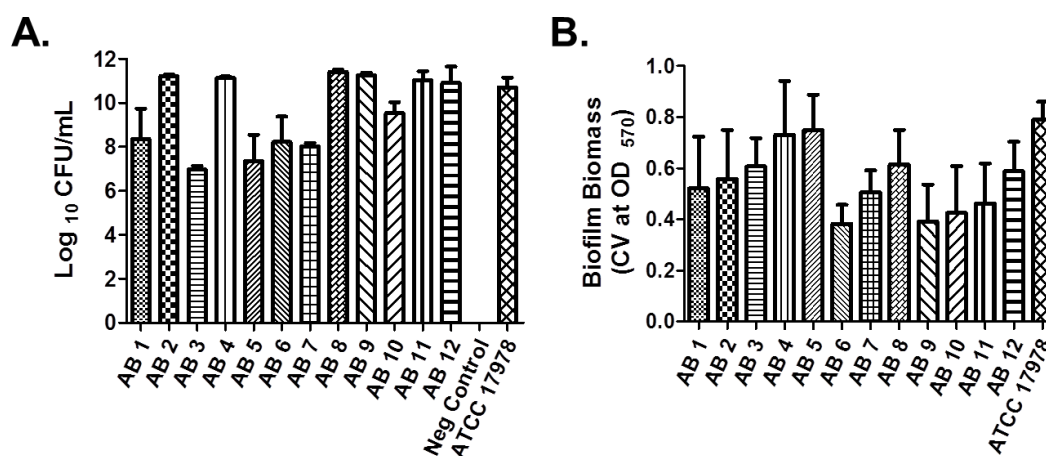 A.
Log 10 CFU/mL
12
10
8
6
4
2
0
AB 1
AB 2
AB 3
AB 4
AB 5
AB 6
AB 7
AB 8
AB 9
AB 10
AB 11
AB 12
Neg Control
ATCC 17978
B.
Biofilm Biomass
(CV at OD 570)
1.0
0.8
0.6
0.4
0.2
0.0
AB 1
AB 2
AB 3
AB 4
AB 5
AB 6
AB 7
AB 8
AB 9
AB 10
AB 11
AB 12
ATCC 17978